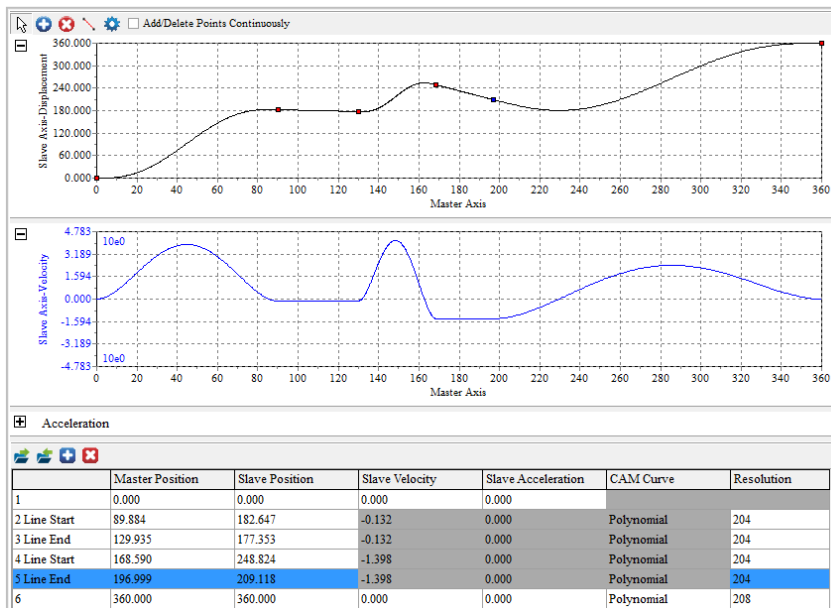 Add/Delete Points Continuously
360.000
300.000
240.000
180.000
120.000
60.000
0.000
Slave Axis-Displacement
0 20 40 60 80 100 120 140 160 180 200 220 240 260 280 300 320 340 360
Master Axis
4.783
3.189
1.594
0.000
-1.594
-3.189
-4.783
Slave Axis-Velocity
10e0
10e0
0 20 40 60 80 100 120 140 160 180 200 220 240 260 280 300 320 340 360
Master Axis
Acceleration
Master Position Slave Position Slave Velocity Slave Acceleration CAM Curve Resolution
1 0.000 0.000 0.000 0.000
2 Line Start 89.884 182.647 -0.132 0.000 Polynomial 204
3 Line End 129.935 177.353 -0.132 0.000 Polynomial 204
4 Line Start 168.590 248.824 -1.398 0.000 Polynomial 204
5 Line End 196.999 209.118 -1.398 0.000 Polynomial 204
6 360.000 360.000 0.000 0.000 Polynomial 208